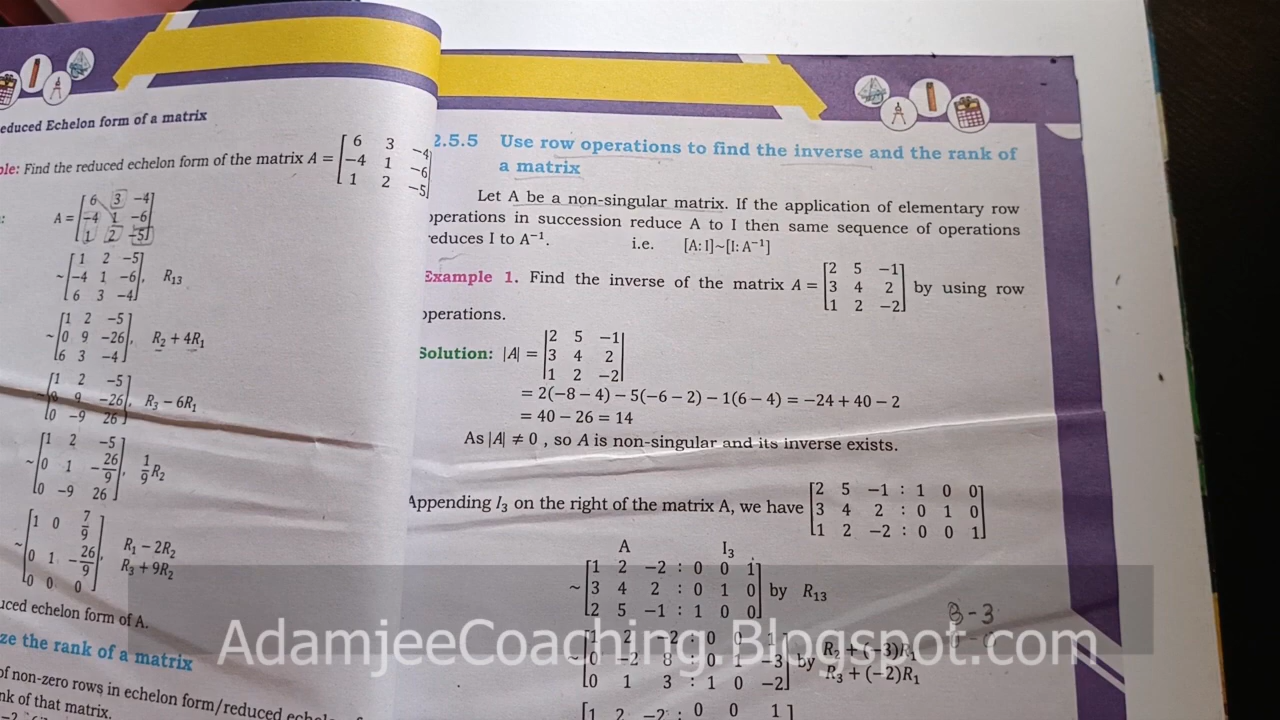 educed Echelon form of a matrix
ple: Find the reduced echelon form of the matrix A = [6 3 −4; −4 1 −6; 1 2 −5]
: A = [6 3 −4; −4 1 −6; 1 2 −5]
~ [1 2 −5; −4 1 −6; 6 3 −4], R13
~ [1 2 −5; 0 9 −26; 6 3 −4], R2 + 4R1
~ [1 2 −5; 0 9 −26; 0 −9 26], R3 − 6R1
~ [1 2 −5; 0 1 −26/9; 0 −9 26], 1/9 R2
~ [1 0 7/9; 0 1 −26/9; 0 0 0], R1 − 2R2
R3 + 9R2
uced echelon form of A.
ze the rank of a matrix
of non-zero rows in echelon form/reduced echelo
nk of that matrix.
2.5.5 Use row operations to find the inverse and the rank of
a matrix
Let A be a non-singular matrix. If the application of elementary row
operations in succession reduce A to I then same sequence of operations
reduces I to A⁻¹. i.e. [A: I]~[I: A⁻¹]
Example 1. Find the inverse of the matrix A = [2 5 −1; 3 4 2; 1 2 −2] by using row
operations.
Solution: |A| = |2 5 −1; 3 4 2; 1 2 −2|
= 2(−8 − 4) − 5(−6 − 2) − 1(6 − 4) = −24 + 40 − 2
= 40 − 26 = 14
As |A| ≠ 0 , so A is non-singular and its inverse exists.
Appending I3 on the right of the matrix A, we have [2 5 −1 : 1 0 0; 3 4 2 : 0 1 0; 1 2 −2 : 0 0 1]
A I3
~ [1 2 −2 : 0 0 1; 3 4 2 : 0 1 0; 2 5 −1 : 1 0 0] by R13
3-3
~ [1 2 −2 : 0 0 1; 0 −2 8 : 0 1 −3; 0 1 3 : 1 0 −2] by R2 + (−3)R1
R3 + (−2)R1
[1 2 −2 : 0 0 1]
AdamjeeCoaching.Blogspot.com